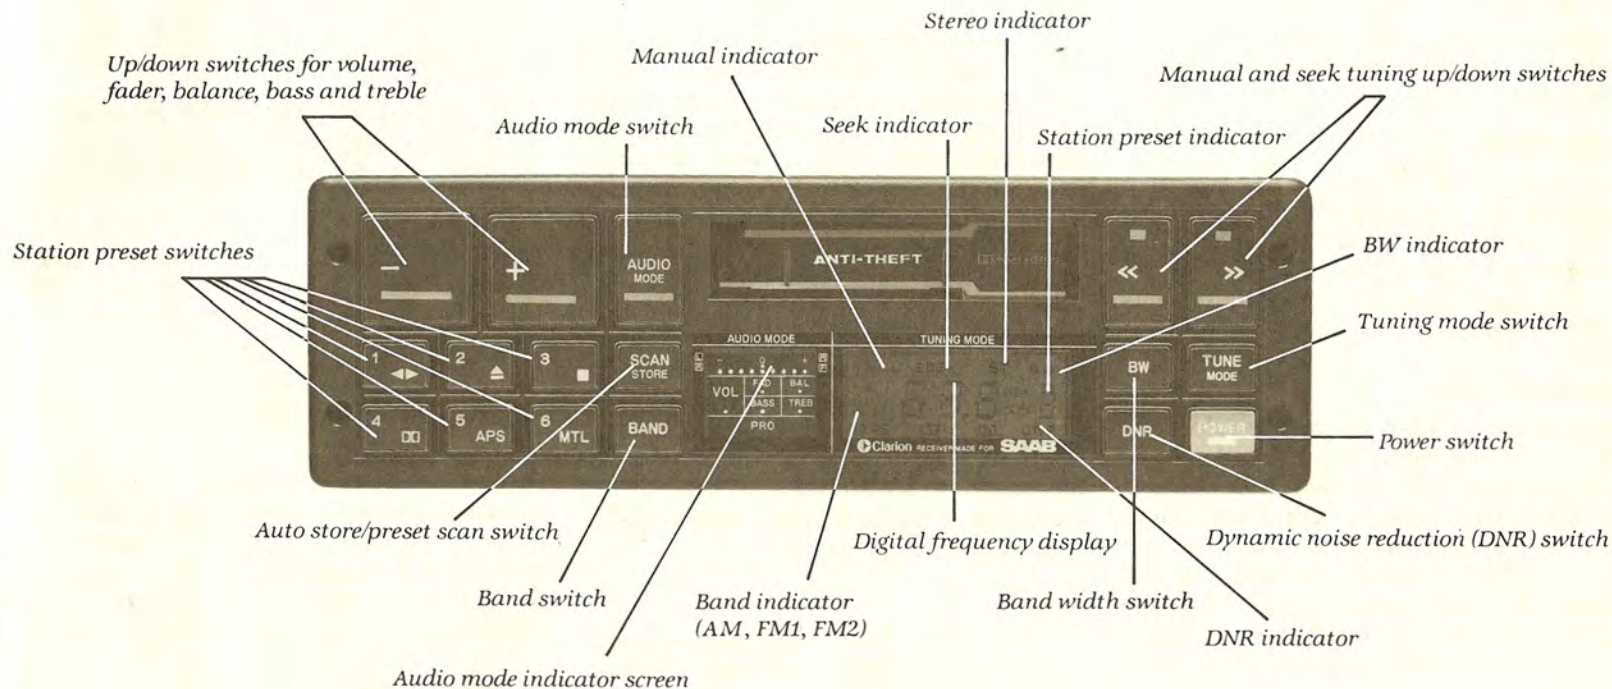 Stereo indicator
Manual indicator
Up/down switches for volume,
fader, balance, bass and treble
Manual and seek tuning up/down switches
Audio mode switch
Seek indicator
Station preset indicator
Station preset switches
BW indicator
−
+
AUDIO
MODE
ANTI-THEFT
<<
>>
Tuning mode switch
AUDIO MODE
TUNING MODE
1
2
3
SCAN
STORE
− 0 +
VOL
FAD
BAL
BASS
TREB
PRO
BW
TUNE
MODE
4
5 APS
6 MTL
BAND
Clarion RECEIVER MADE FOR SAAB
DNR
POWER
Power switch
Auto store/preset scan switch
Digital frequency display
Dynamic noise reduction (DNR) switch
Band switch
Band indicator
(AM, FM1, FM2)
Band width switch
DNR indicator
Audio mode indicator screen